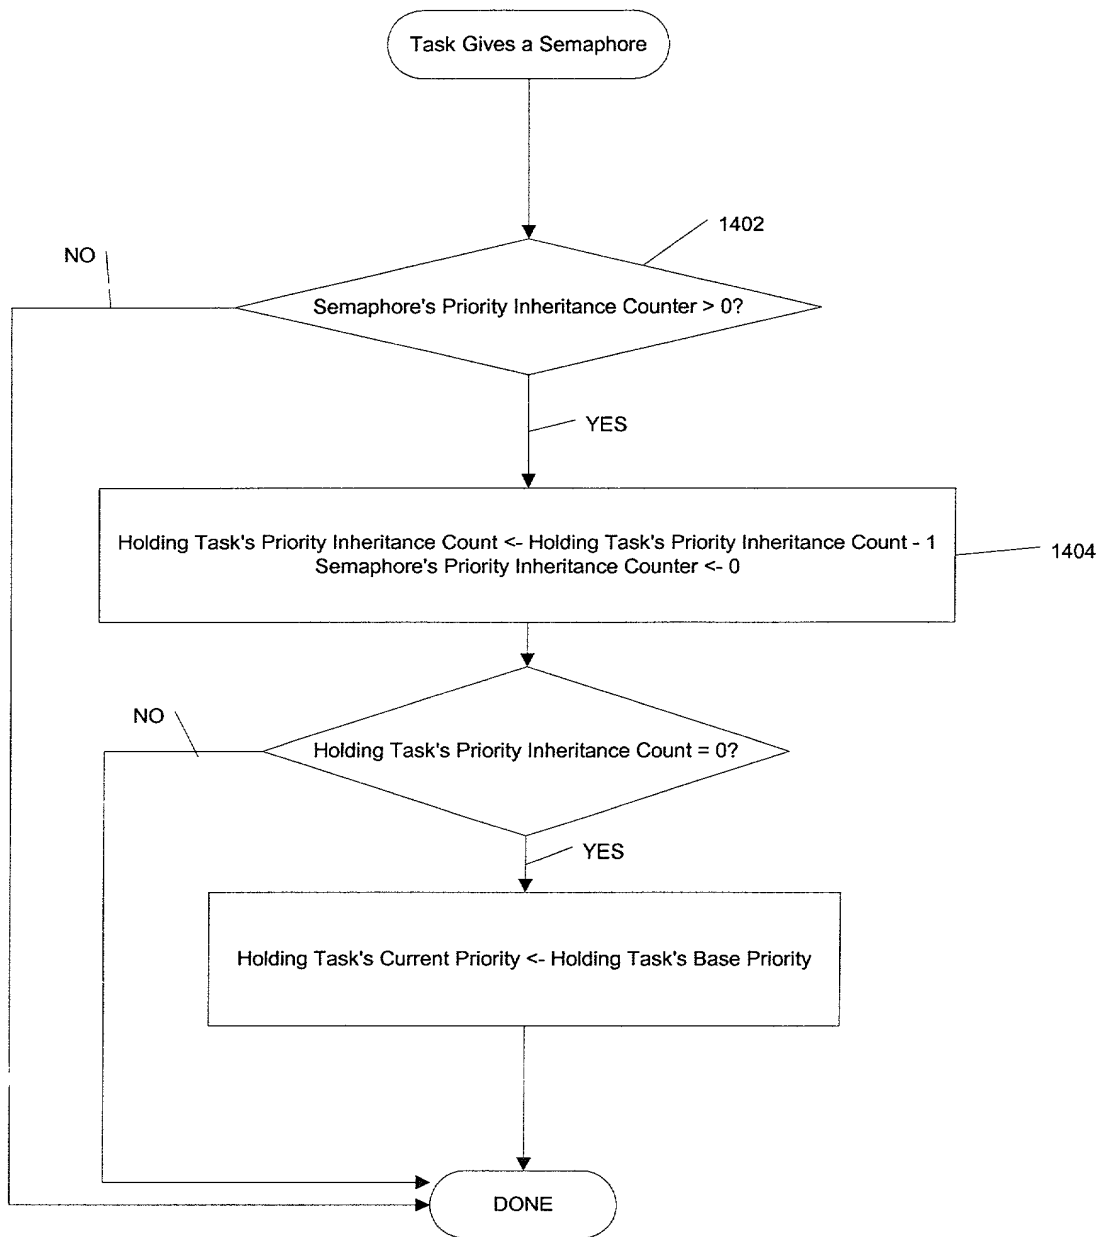 Task Gives a Semaphore
1402
NO
Semaphore's Priority Inheritance Counter > 0?
YES
Holding Task's Priority Inheritance Count <- Holding Task's Priority Inheritance Count - 1
Semaphore's Priority Inheritance Counter <- 0
1404
NO
Holding Task's Priority Inheritance Count = 0?
YES
Holding Task's Current Priority <- Holding Task's Base Priority
DONE